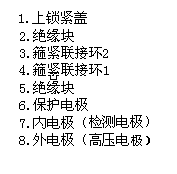 1.上锁紧盖
2.绝缘块
3.箍紧联接环2
4.箍紧联接环1
5.绝缘块
6.保护电极
7.内电极（检测电极）
8.外电极（高压电极）